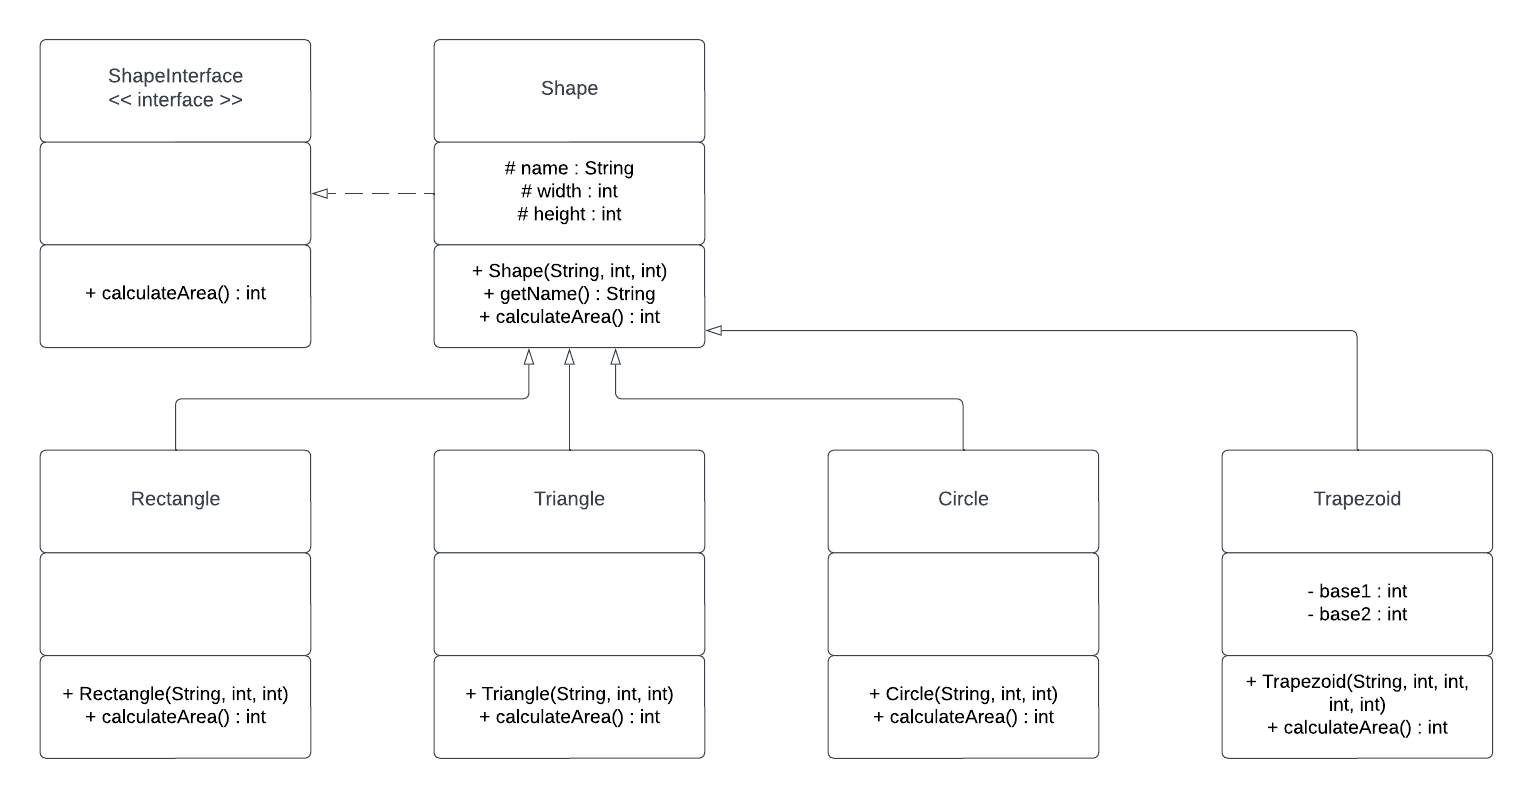 ShapeInterface
<< interface >>
+ calculateArea() : int
Shape
# name : String
# width : int
# height : int
+ Shape(String, int, int)
+ getName() : String
+ calculateArea() : int
Rectangle
+ Rectangle(String, int, int)
+ calculateArea() : int
Triangle
+ Triangle(String, int, int)
+ calculateArea() : int
Circle
+ Circle(String, int, int)
+ calculateArea() : int
Trapezoid
- base1 : int
- base2 : int
+ Trapezoid(String, int, int,
int, int)
+ calculateArea() : int